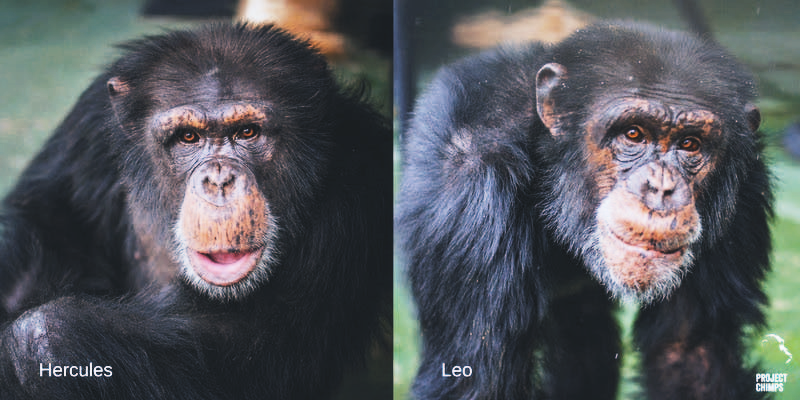 Hercules
Leo
PROJECT
CHIMPS